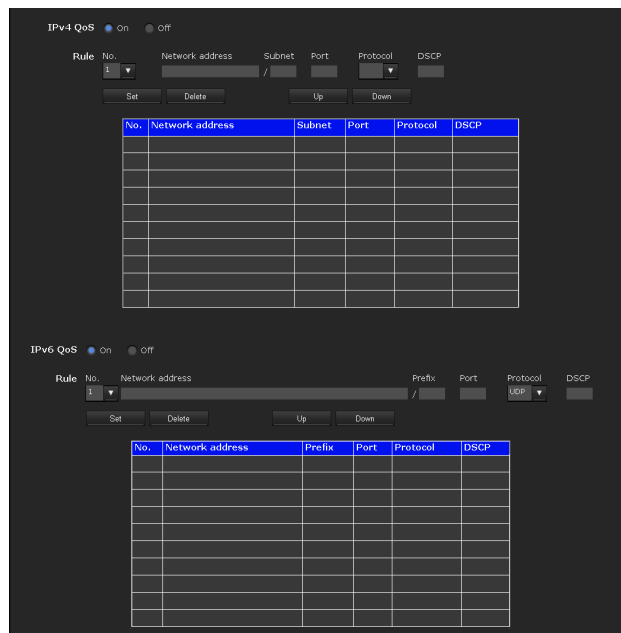 IPv4 QoS On Off
Rule No. Network address Subnet Port Protocol DSCP
1 /
Set Delete Up Down
No. Network address Subnet Port Protocol DSCP
IPv6 QoS On Off
Rule No. Network address Prefix Port Protocol DSCP
1 / UDP
Set Delete Up Down
No. Network address Prefix Port Protocol DSCP